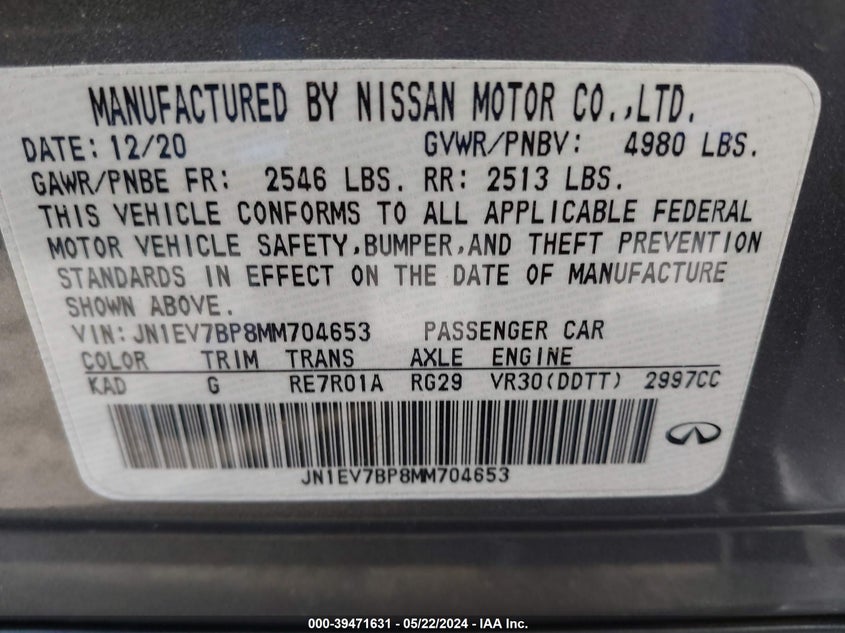 MANUFACTURED BY NISSAN MOTOR CO.,LTD.
DATE: 12/20 GVWR/PNBV: 4980 LBS.
GAWR/PNBE FR: 2546 LBS. RR: 2513 LBS.
THIS VEHICLE CONFORMS TO ALL APPLICABLE FEDERAL
MOTOR VEHICLE SAFETY,BUMPER,AND THEFT PREVENTION
STANDARDS IN EFFECT ON THE DATE OF MANUFACTURE
SHOWN ABOVE.
VIN:JN1EV7BP8MM704653 PASSENGER CAR
COLOR TRIM TRANS AXLE ENGINE
KAD G RE7R01A RG29 VR30(DDTT) 2997CC
JN1EV7BP8MM704653
000-39471631 - 05/22/2024 - IAA Inc.